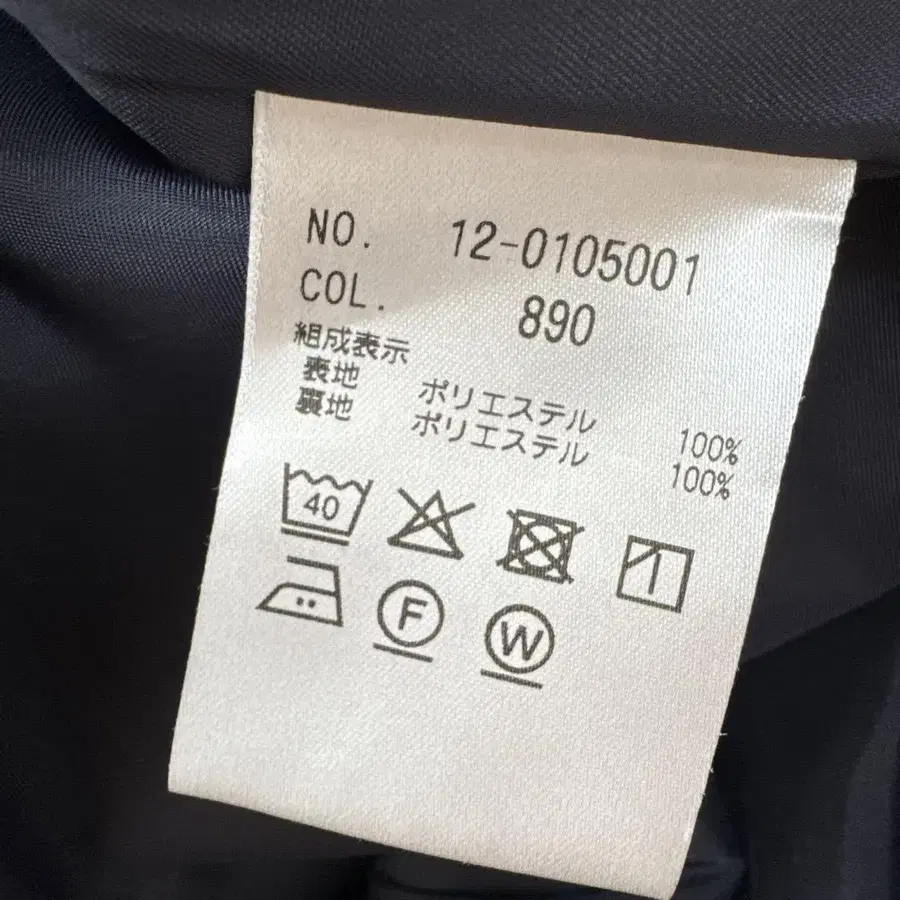 NO. 12-0105001
COL. 890
組成表示
表地 ポリエステル 100%
裏地 ポリエステル 100%
40
F W